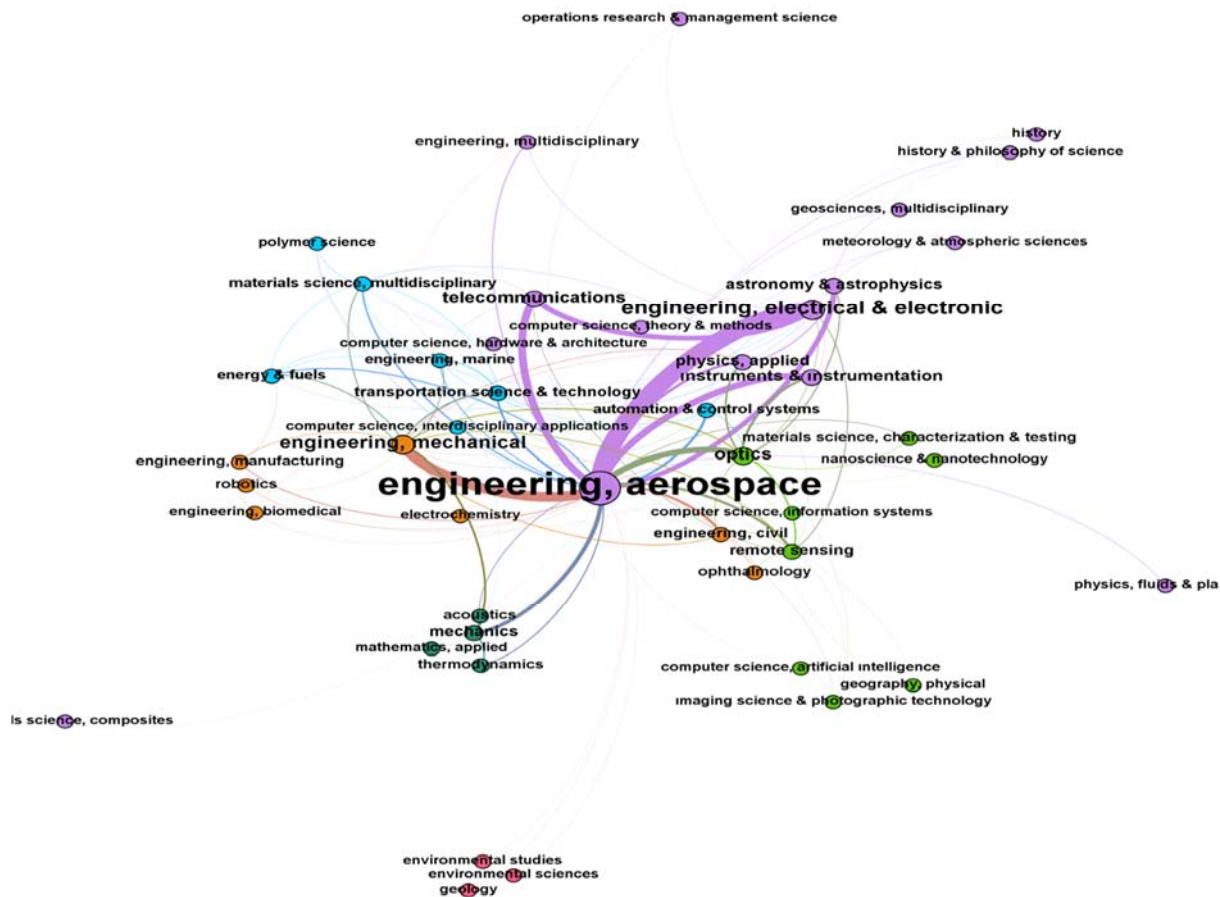 operations research & management science
history
engineering, multidisciplinary
history & philosophy of science
geosciences, multidisciplinary
polymer science
meteorology & atmospheric sciences
materials science, multidisciplinary
astronomy & astrophysics
telecommunications
engineering, electrical & electronic
computer science, theory & methods
computer science, hardware & architecture
engineering, marine
physics, applied
energy & fuels
instruments & instrumentation
transportation science & technology
automation & control systems
computer science, interdisciplinary applications
materials science, characterization & testing
engineering, mechanical
optics
engineering, manufacturing
nanoscience & nanotechnology
robotics
engineering, aerospace
engineering, biomedical
electrochemistry
computer science, information systems
engineering, civil
remote sensing
ophthalmology
physics, fluids & pla
acoustics
mechanics
mathematics, applied
thermodynamics
computer science, artificial intelligence
geography, physical
imaging science & photographic technology
ls science, composites
environmental studies
environmental sciences
geology